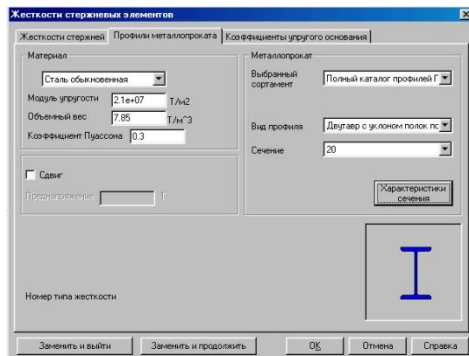 Жесткости стержневых элементов
Жесткости стержней Профили металлопроката Коэффициенты упругого основания
Материал
Сталь обыкновенная
Модуль упругости 2.1e+07 Т/м2
Объемный вес 7.85 Т/м^3
Коэффициент Пуассона 0.3
Сдвиг
Преднапряжение Т
Металлопрокат
Выбранный сортамент Полный каталог профилей Г
Вид профиля Двутавр с уклоном полок пс
Сечение 20
Характеристики сечения
Номер типа жесткости
Заменить и выйти Заменить и продолжить OK Отмена Справка